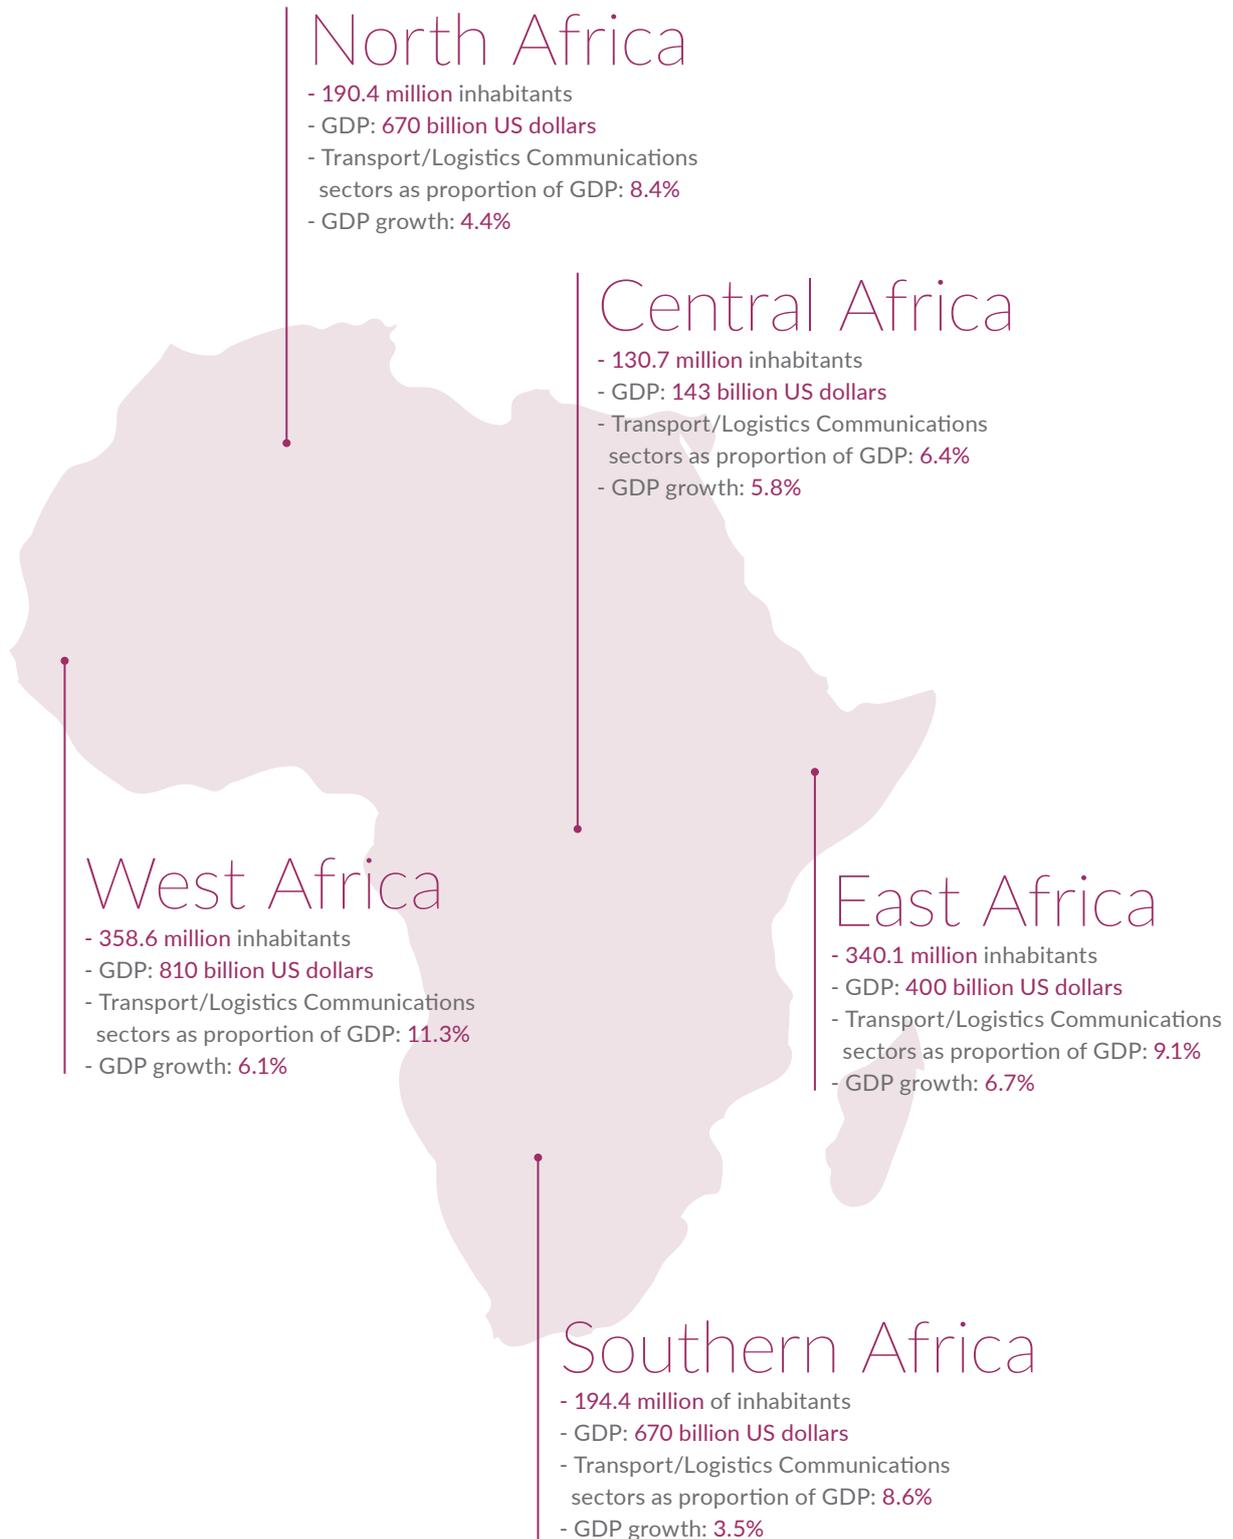 North Africa
- 190.4 million inhabitants
- GDP: 670 billion US dollars
- Transport/Logistics Communications
sectors as proportion of GDP: 8.4%
- GDP growth: 4.4%
Central Africa
- 130.7 million inhabitants
- GDP: 143 billion US dollars
- Transport/Logistics Communications
sectors as proportion of GDP: 6.4%
- GDP growth: 5.8%
West Africa
- 358.6 million inhabitants
- GDP: 810 billion US dollars
- Transport/Logistics Communications
sectors as proportion of GDP: 11.3%
- GDP growth: 6.1%
East Africa
- 340.1 million inhabitants
- GDP: 400 billion US dollars
- Transport/Logistics Communications
sectors as proportion of GDP: 9.1%
- GDP growth: 6.7%
Southern Africa
- 194.4 million of inhabitants
- GDP: 670 billion US dollars
- Transport/Logistics Communications
sectors as proportion of GDP: 8.6%
- GDP growth: 3.5%